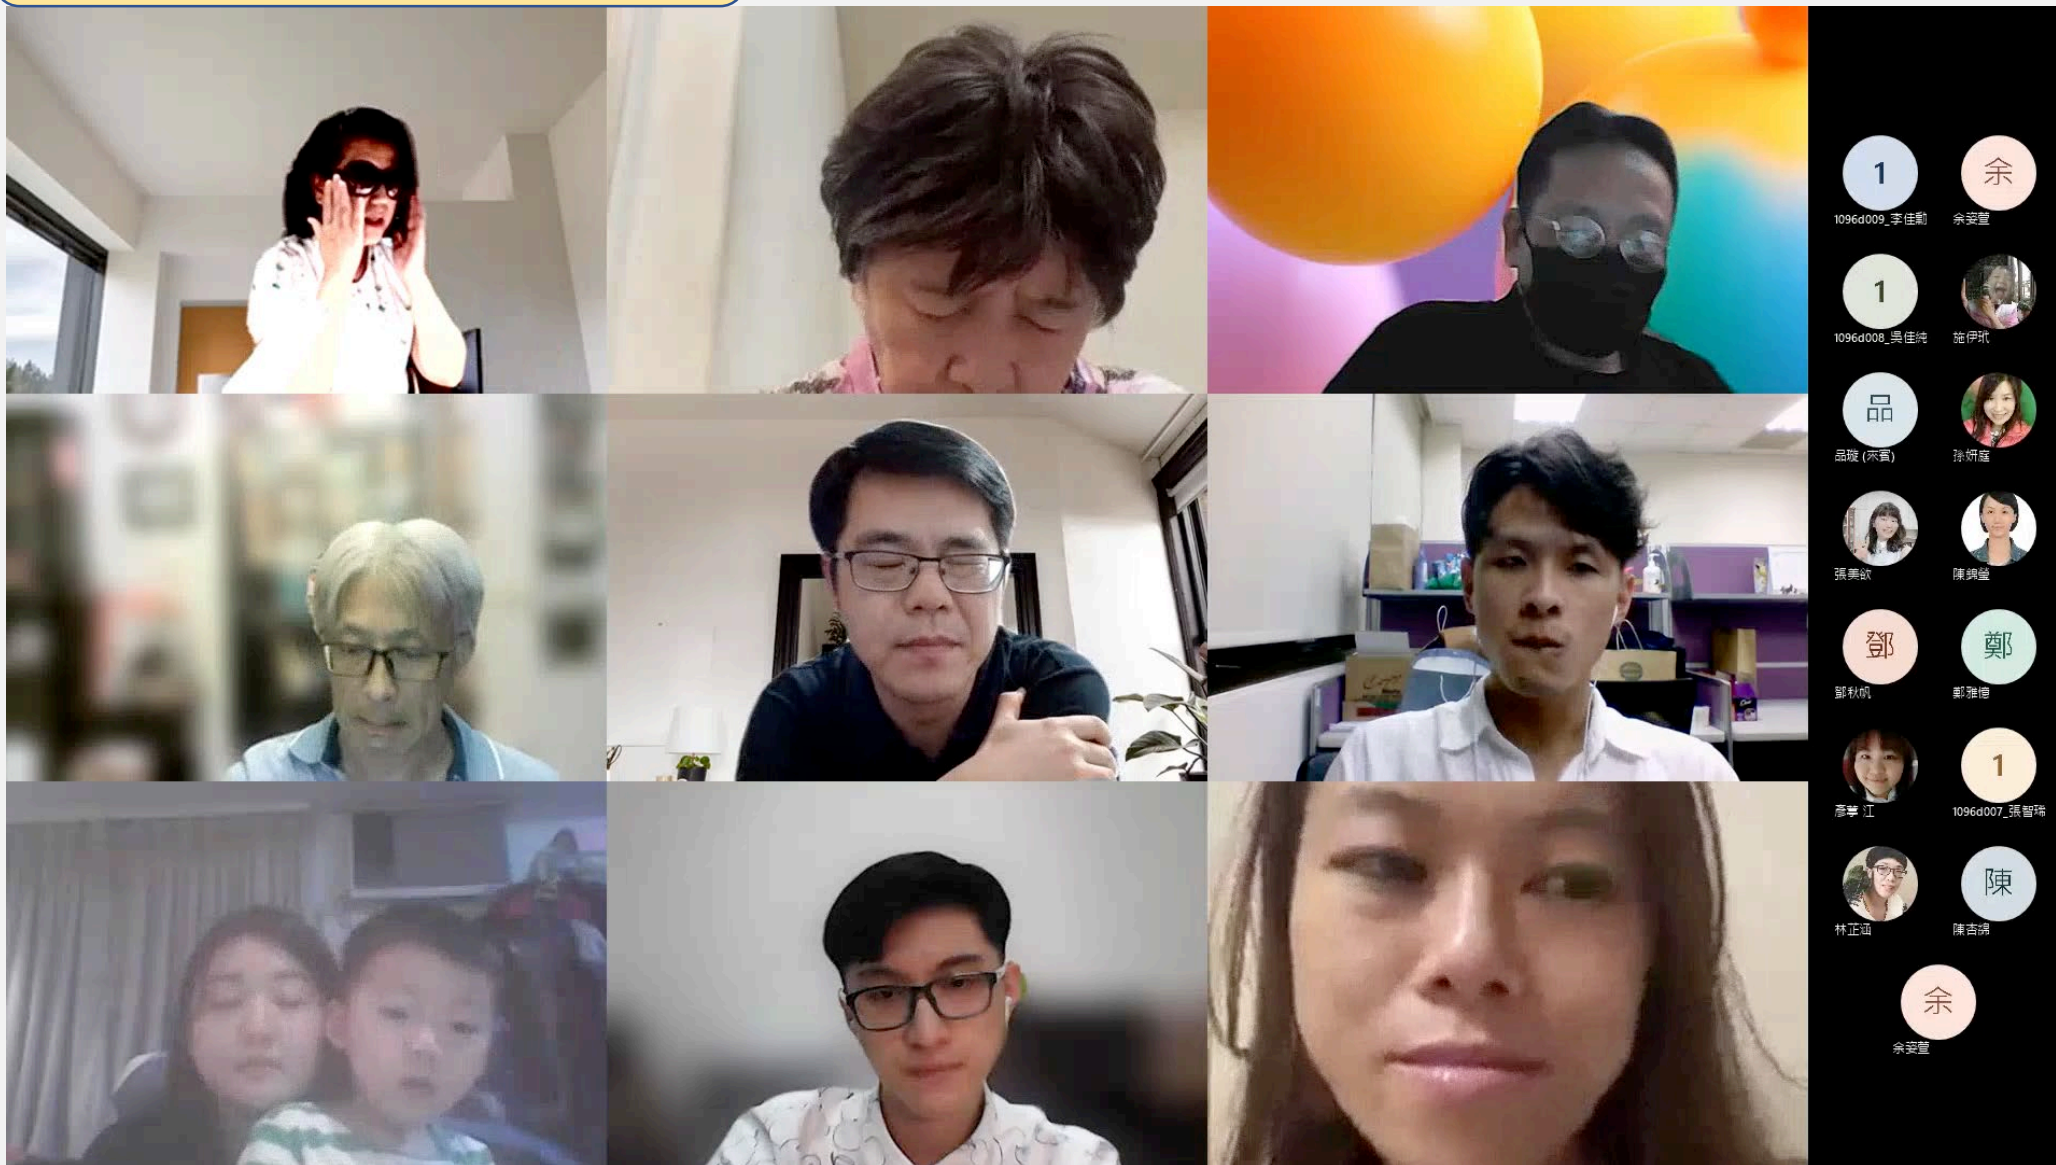 1
余
1096d009_李佳勳
余姿萱
1
1096d008_吳佳純
施伊玳
品
品璇 (來賓)
孫妍庭
張美欲
陳錦瑩
鄧
鄭
鄧秋帆
鄭雅憶
1
彥葶 江
1096d007_張智瑞
陳
林芷涵
陳杏錦
余
余姿萱